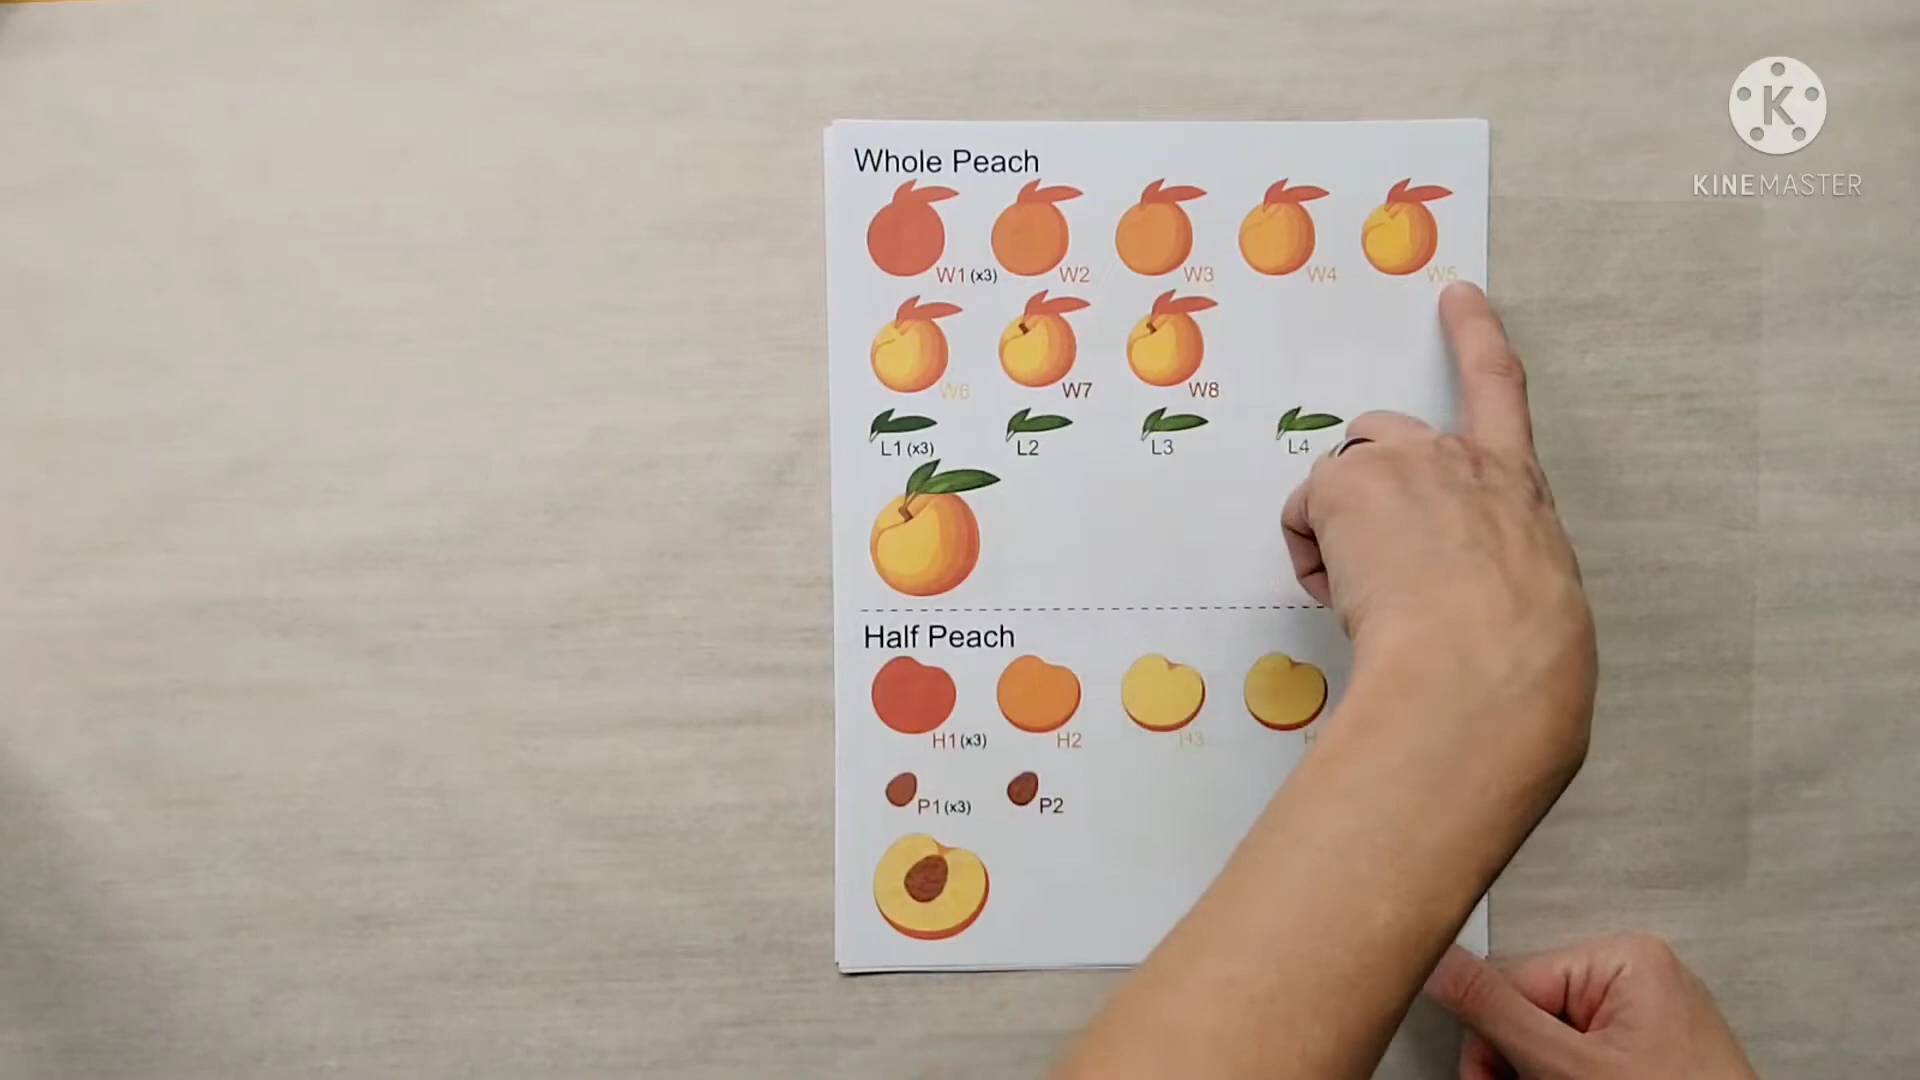 Whole Peach
W1 (x3) W2 W3 W4 W5
W6 W7 W8
L1 (x3) L2 L3 L4
Half Peach
H1 (x3) H2 H3 H
P1 (x3) P2
K
KINEMASTER